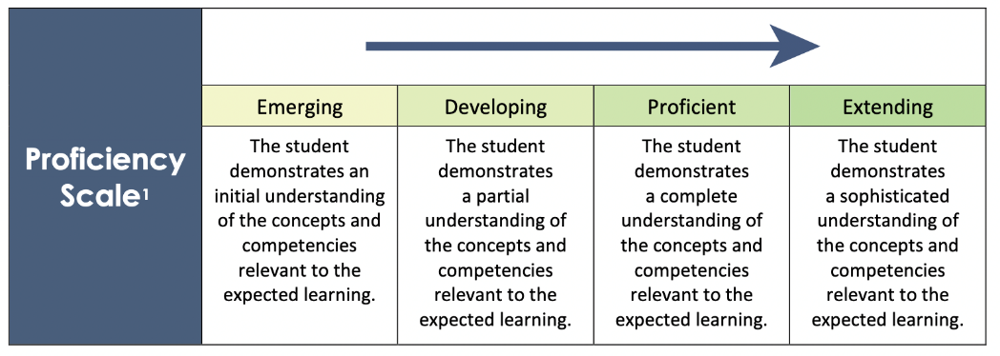 Proficiency
Scale¹
Emerging
The student
demonstrates an
initial understanding
of the concepts and
competencies
relevant to the
expected learning.
Developing
The student
demonstrates
a partial
understanding of
the concepts and
competencies
relevant to the
expected learning.
Proficient
The student
demonstrates
a complete
understanding of
the concepts and
competencies
relevant to the
expected learning.
Extending
The student
demonstrates
a sophisticated
understanding of
the concepts and
competencies
relevant to the
expected learning.